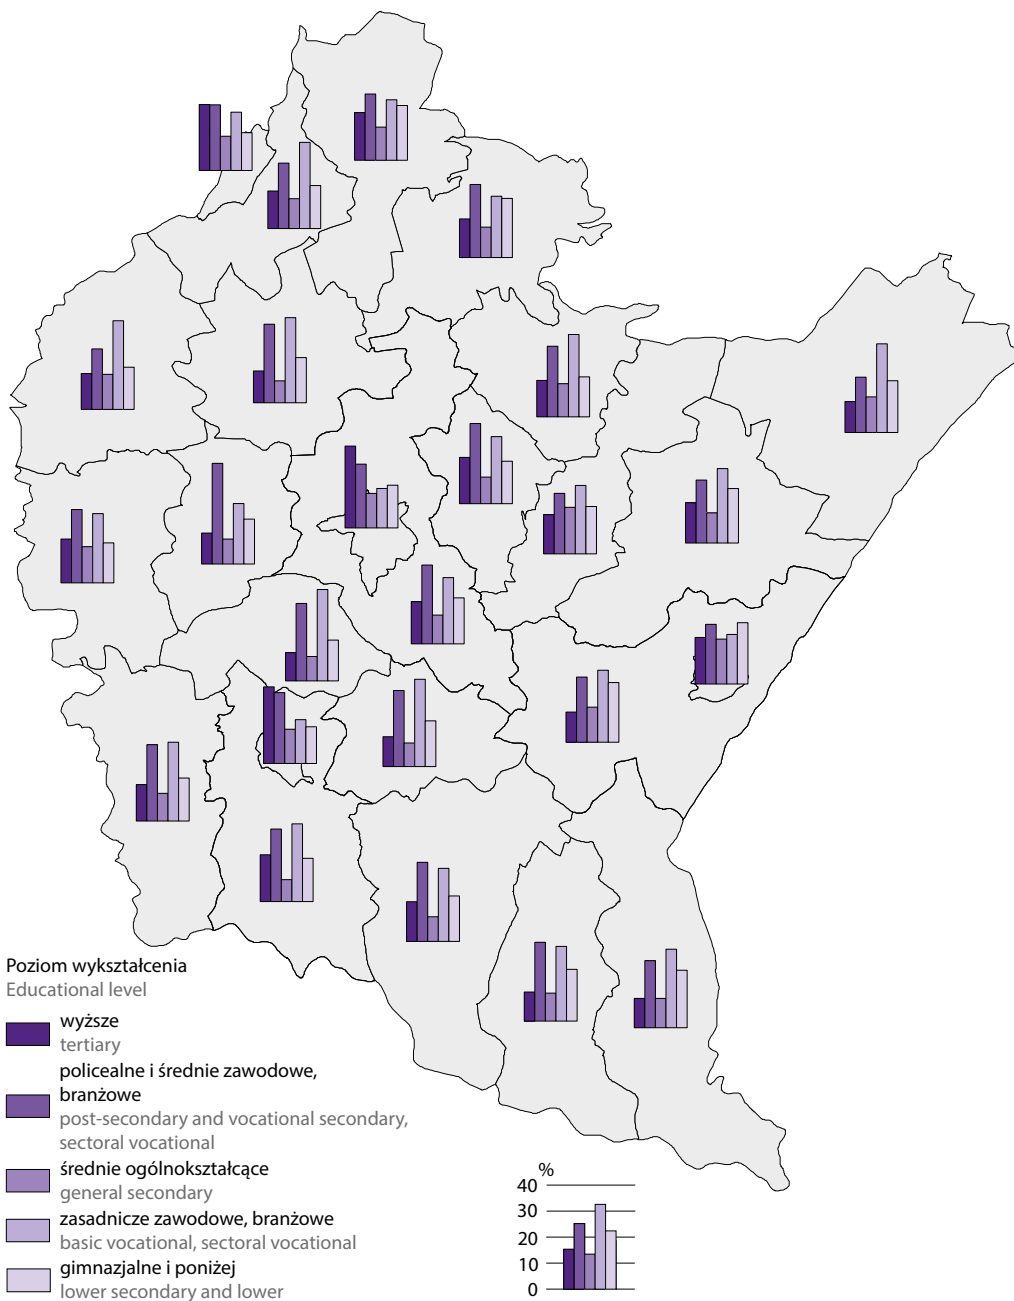 Poziom wykształcenia
Educational level
wyższe
tertiary
policealne i średnie zawodowe,
branżowe
post-secondary and vocational secondary,
sectoral vocational
średnie ogólnokształcące
general secondary
zasadnicze zawodowe, branżowe
basic vocational, sectoral vocational
gimnazjalne i poniżej
lower secondary and lower
%
40
30
20
10
0